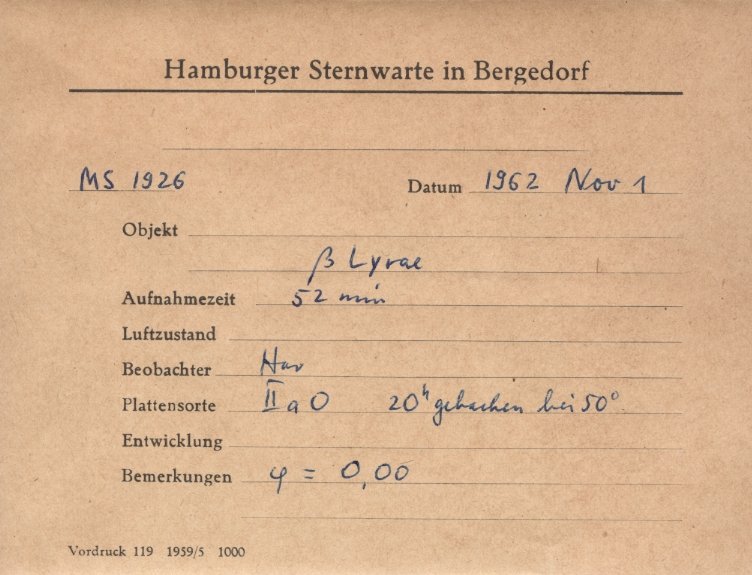 Hamburger Sternwarte in Bergedorf
MS 1926 Datum 1962 Nov 1
Objekt
β Lyrae
Aufnahmezeit 52 min
Luftzustand
Beobachter Hav
Plattensorte II a O 20ʰ gebacken bei 50°
Entwicklung
Bemerkungen φ = 0,00
Vordruck 119 1959/5 1000